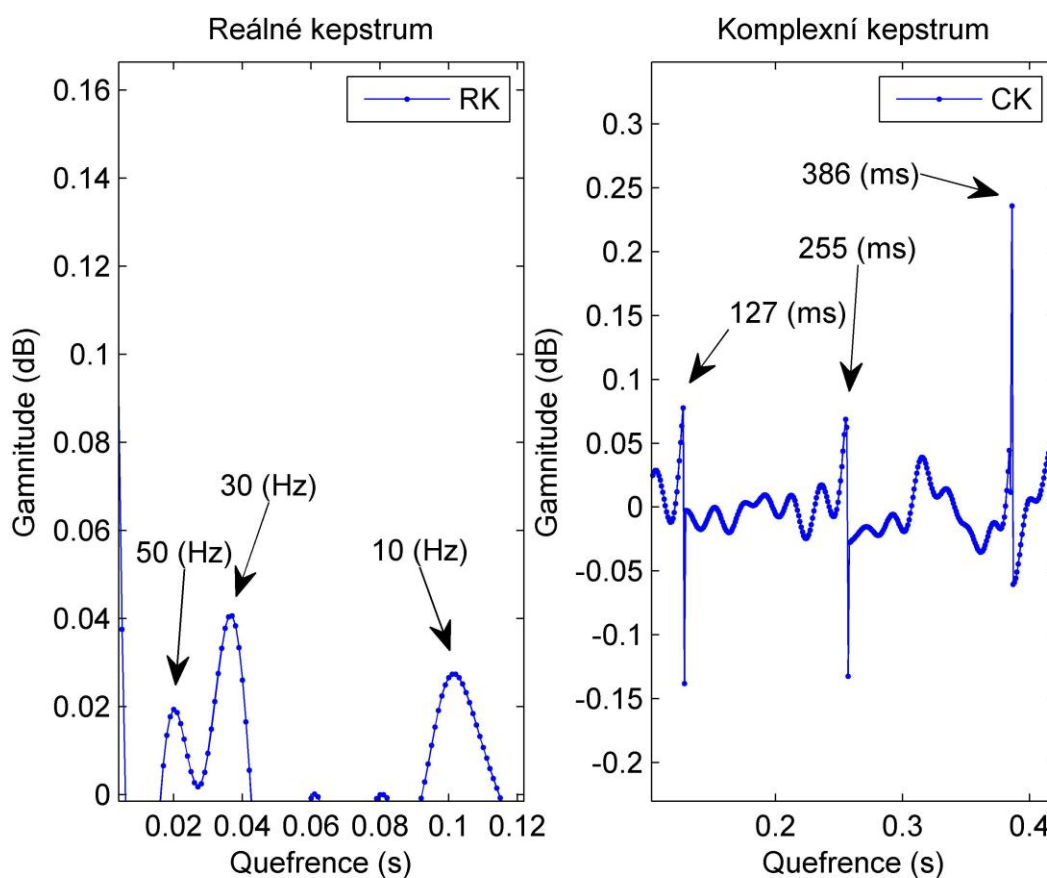 Reálné kepstrum
RK
0.16
0.14
0.12
0.1
0.08
0.06
0.04
0.02
0
Gamnitude (dB)
50 (Hz)
30 (Hz)
10 (Hz)
0.02 0.04 0.06 0.08 0.1 0.12
Quefrence (s)
Komplexní kepstrum
CK
0.3
0.25
0.2
0.15
0.1
0.05
0
-0.05
-0.1
-0.15
-0.2
Gamnitude (dB)
386 (ms)
255 (ms)
127 (ms)
0.2 0.3 0.4
Quefrence (s)